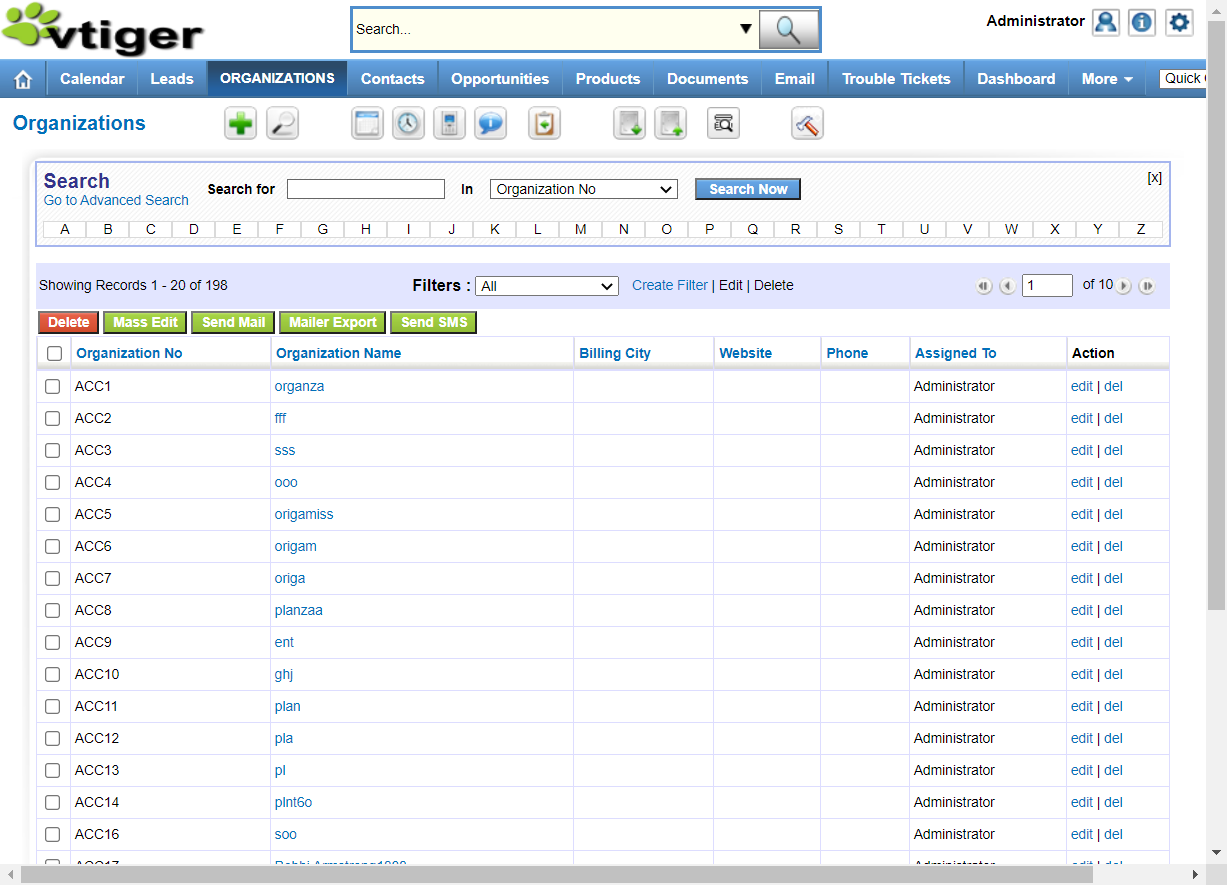 vtiger
Search...
Administrator
Calendar Leads ORGANIZATIONS Contacts Opportunities Products Documents Email Trouble Tickets Dashboard More Quick
Organizations
Search
Go to Advanced Search
Search for In Organization No Search Now [x]
A B C D E F G H I J K L M N O P Q R S T U V W X Y Z
Showing Records 1 - 20 of 198 Filters : All Create Filter | Edit | Delete 1 of 10
Delete Mass Edit Send Mail Mailer Export Send SMS
Organization No Organization Name Billing City Website Phone Assigned To Action
ACC1 organza Administrator edit | del
ACC2 fff Administrator edit | del
ACC3 sss Administrator edit | del
ACC4 ooo Administrator edit | del
ACC5 origamiss Administrator edit | del
ACC6 origam Administrator edit | del
ACC7 origa Administrator edit | del
ACC8 planzaa Administrator edit | del
ACC9 ent Administrator edit | del
ACC10 ghj Administrator edit | del
ACC11 plan Administrator edit | del
ACC12 pla Administrator edit | del
ACC13 pl Administrator edit | del
ACC14 plnt6o Administrator edit | del
ACC16 soo Administrator edit | del